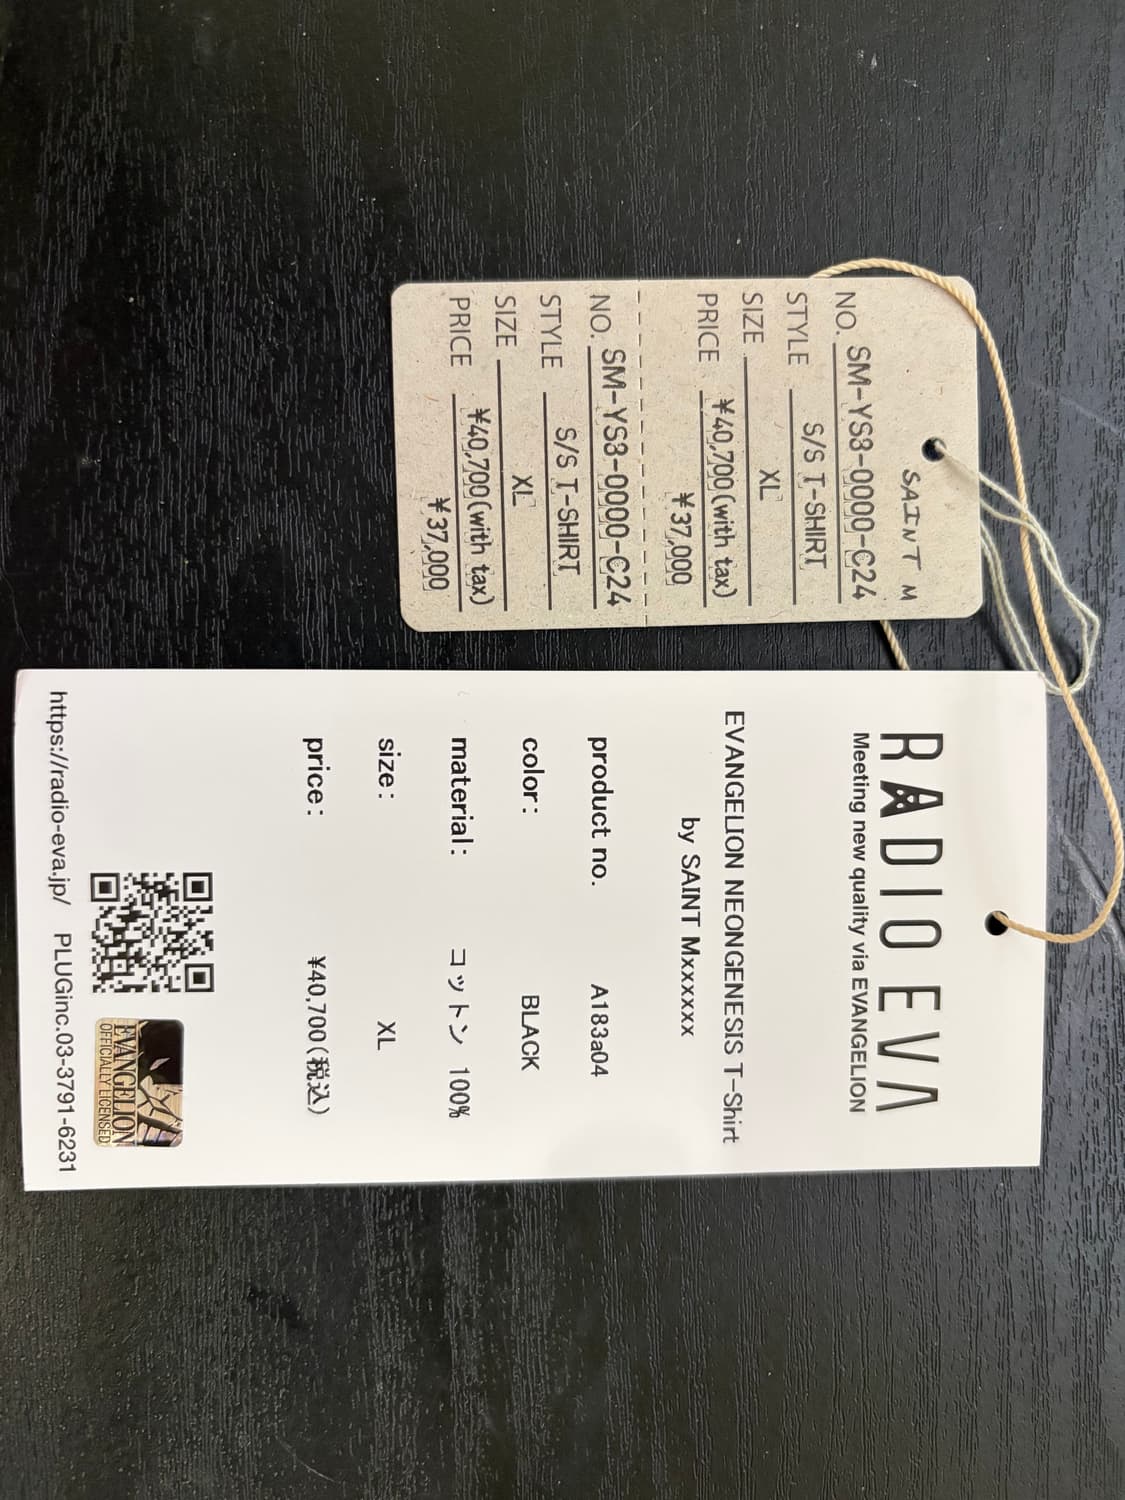 SAINT M
NO. SM-YS3-0000-C24
STYLE S/S T-SHIRT
SIZE XL
PRICE ¥40,700(with tax)
¥37,000
NO. SM-YS3-0000-C24
STYLE S/S T-SHIRT
SIZE XL
PRICE ¥40,700(with tax)
¥37,000
RADIO EVA
Meeting new quality via EVANGELION
EVANGELION NEONGENESIS T-Shirt
by SAINT Mxxxxxx
product no. A183a04
color: BLACK
material: コットン 100%
size: XL
price: ¥40,700(税込)
EVANGELION
OFFICIALLY LICENSED
https://radio-eva.jp/ PLUGinc.03-3791-6231